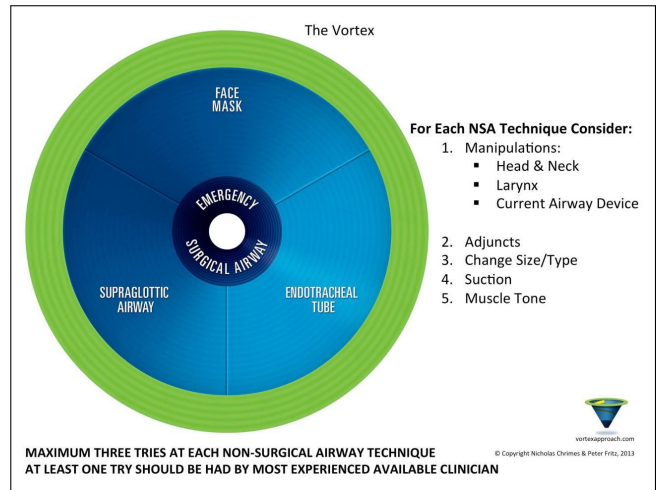 The Vortex
FACE
MASK
EMERGENCY
SURGICAL AIRWAY
SUPRAGLOTTIC
AIRWAY
ENDOTRACHEAL
TUBE
For Each NSA Technique Consider:
1. Manipulations:
▪ Head & Neck
▪ Larynx
▪ Current Airway Device
2. Adjuncts
3. Change Size/Type
4. Suction
5. Muscle Tone
vortexapproach.com
© Copyright Nicholas Chrimes & Peter Fritz, 2013
MAXIMUM THREE TRIES AT EACH NON-SURGICAL AIRWAY TECHNIQUE
AT LEAST ONE TRY SHOULD BE HAD BY MOST EXPERIENCED AVAILABLE CLINICIAN